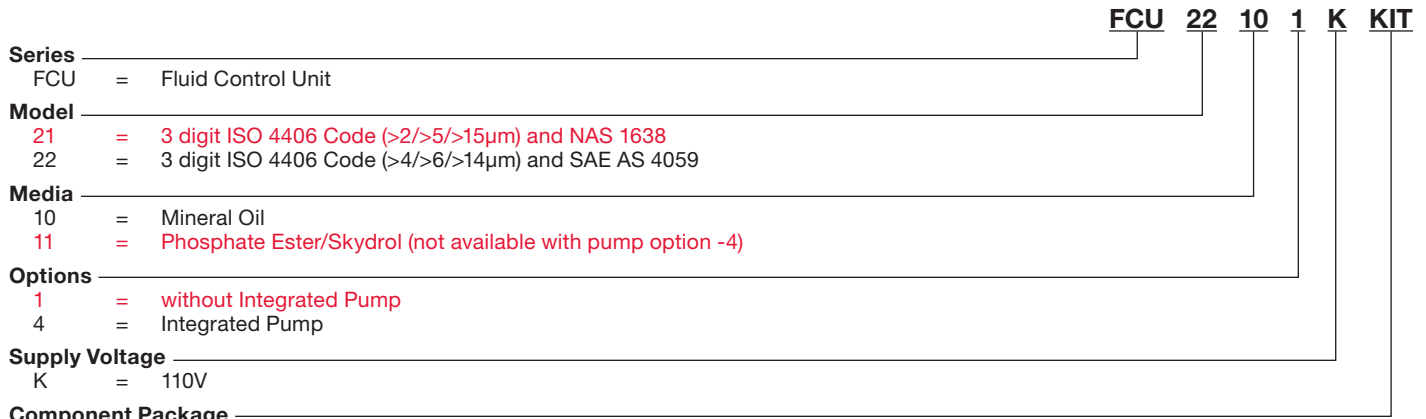 FCU 22 10 1 K KIT
Series
FCU = Fluid Control Unit
Model
21 = 3 digit ISO 4406 Code (>2/>5/>15µm) and NAS 1638
22 = 3 digit ISO 4406 Code (>4/>6/>14µm) and SAE AS 4059
Media
10 = Mineral Oil
11 = Phosphate Ester/Skydrol (not available with pump option -4)
Options
1 = without Integrated Pump
4 = Integrated Pump
Supply Voltage
K = 110V
Component Package